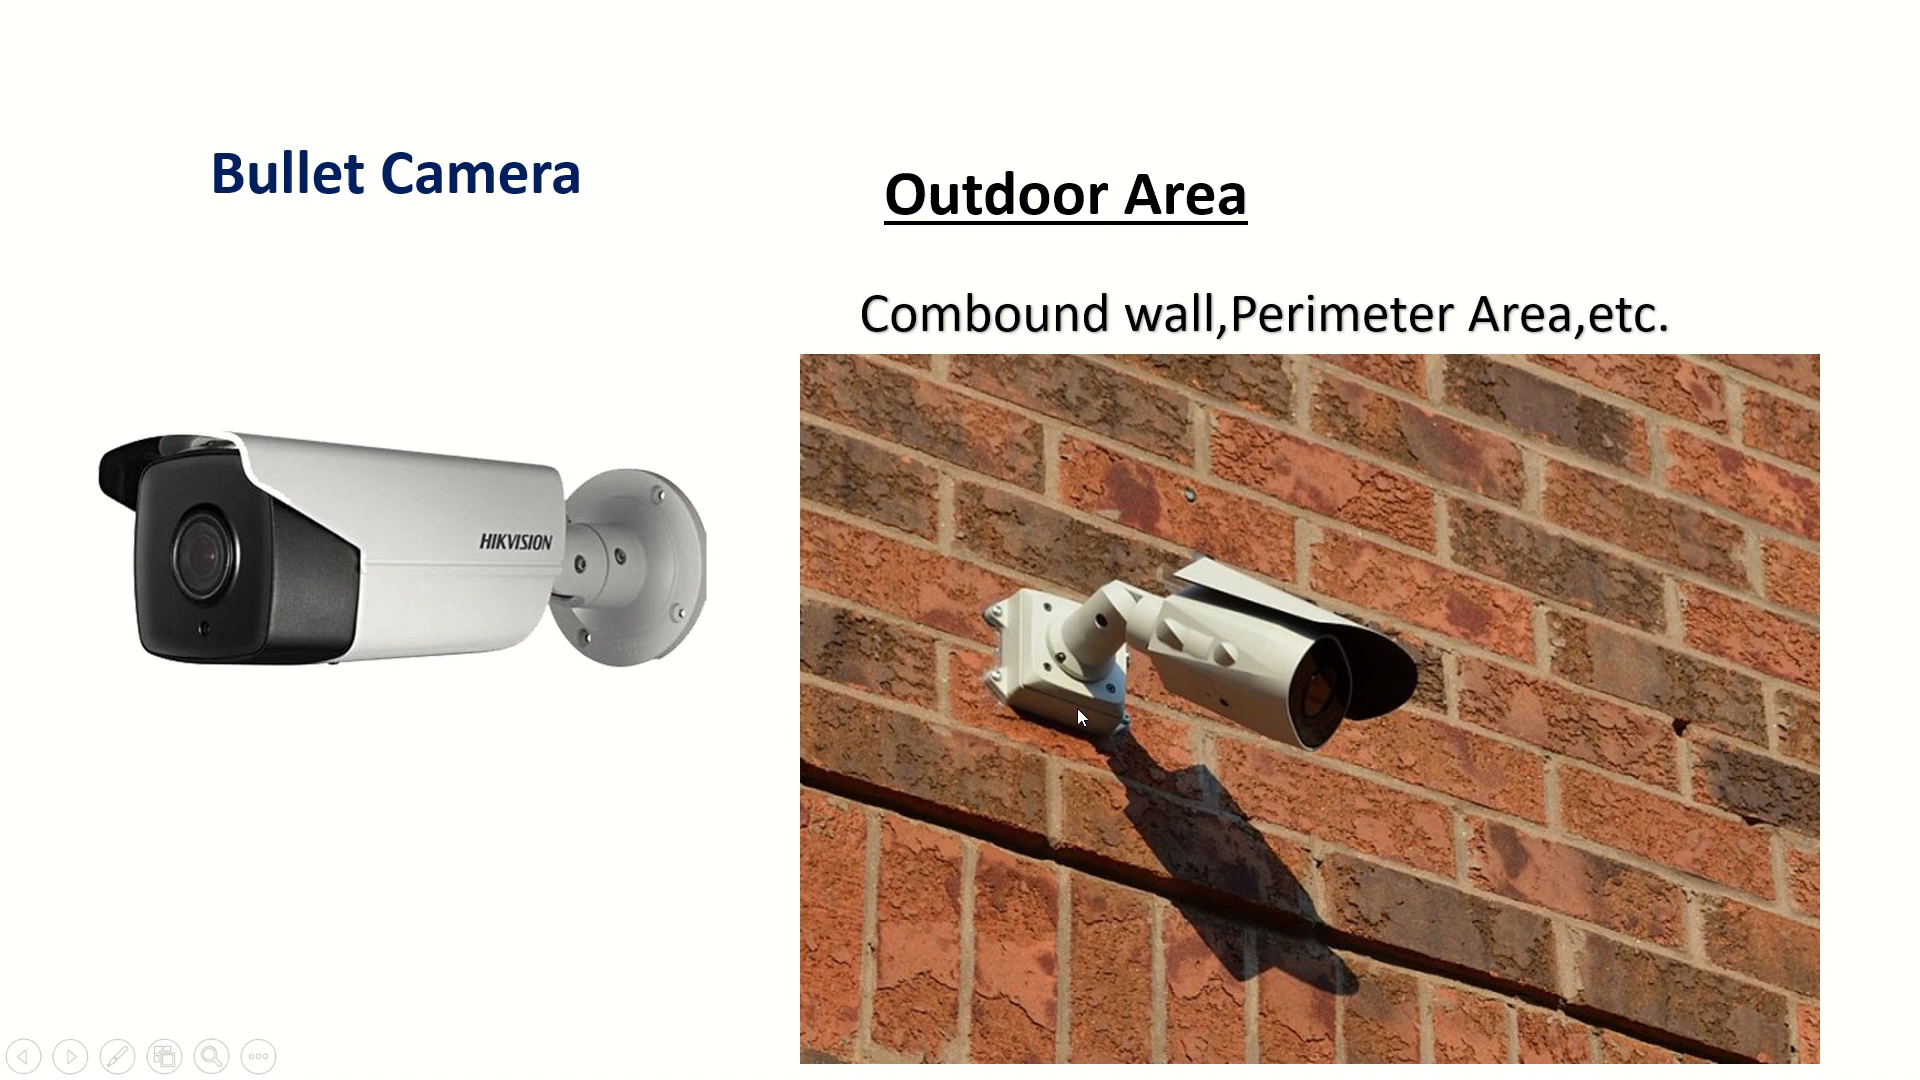 Bullet Camera
Outdoor Area
Combound wall,Perimeter Area,etc.
HIKVISION